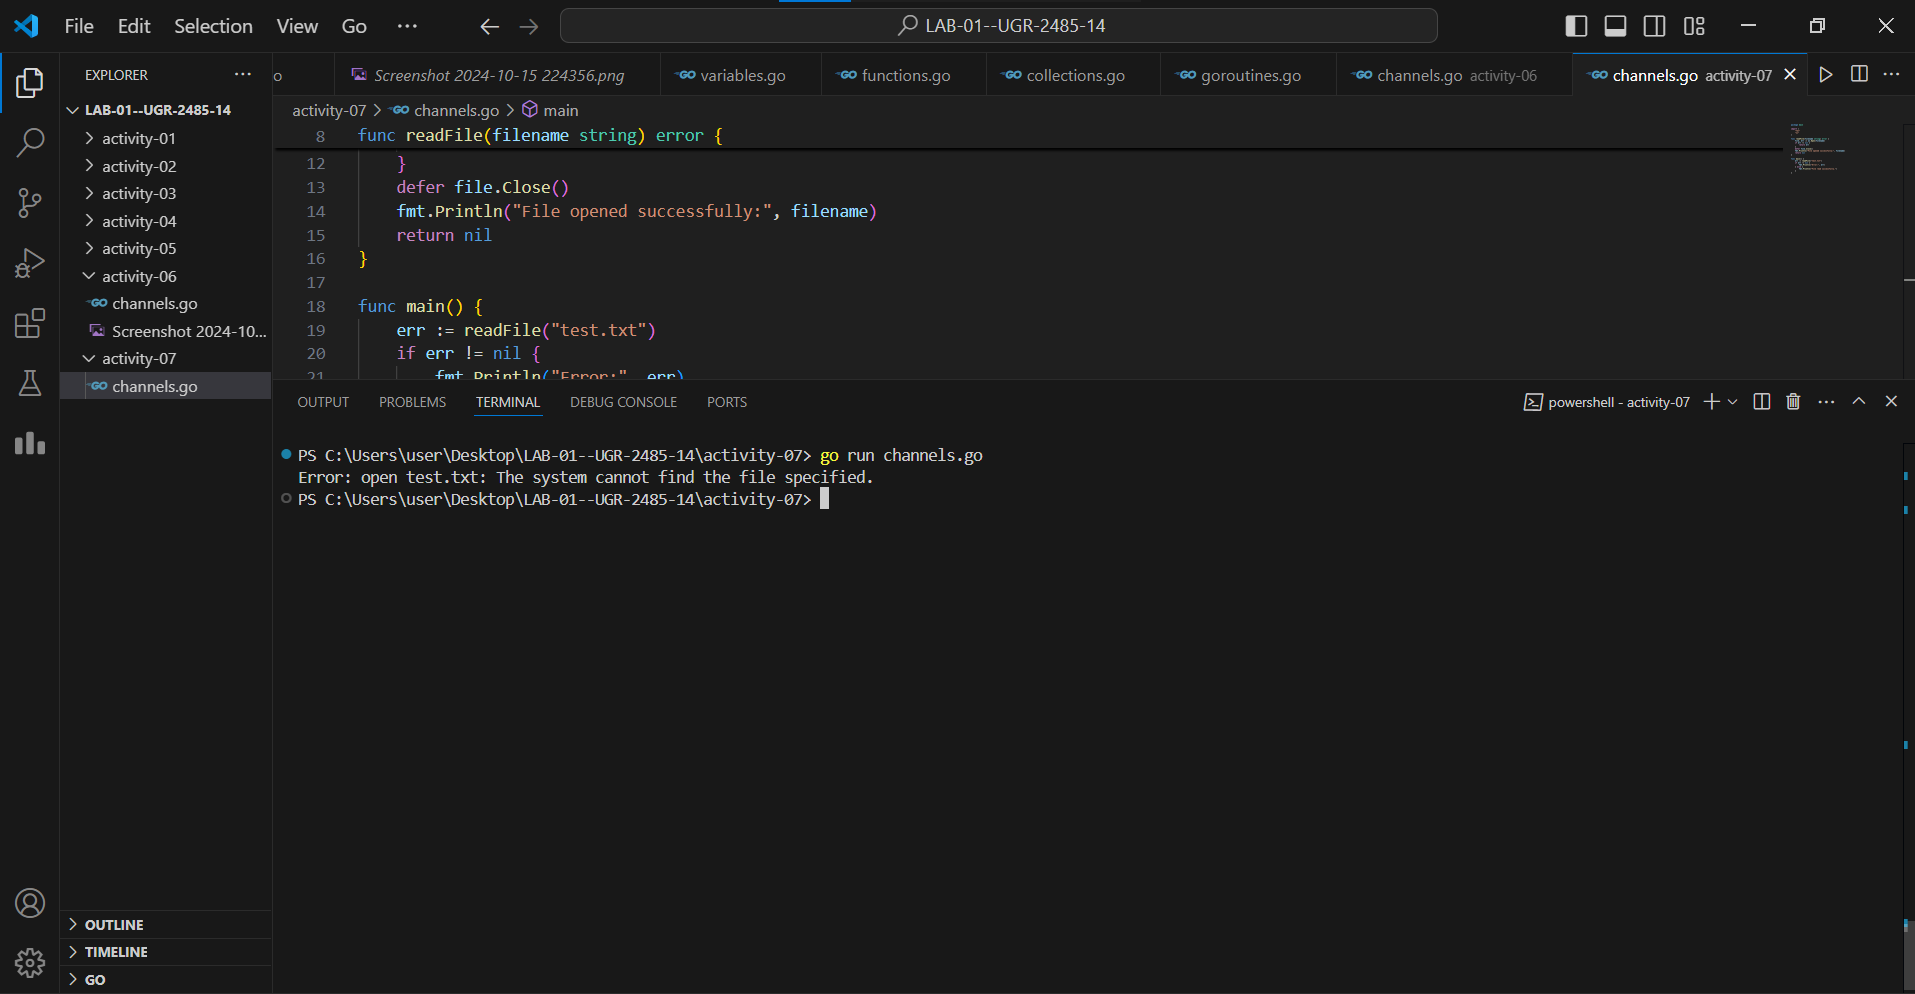 File Edit Selection View Go ··· LAB-01--UGR-2485-14
EXPLORER ···
LAB-01--UGR-2485-14
activity-01
activity-02
activity-03
activity-04
activity-05
activity-06
channels.go
Screenshot 2024-10...
activity-07
channels.go
OUTLINE
TIMELINE
GO
o Screenshot 2024-10-15 224356.png variables.go functions.go collections.go goroutines.go channels.go activity-06 channels.go activity-07
activity-07 > channels.go > main
8 func readFile(filename string) error {
12 }
13 defer file.Close()
14 fmt.Println("File opened successfully:", filename)
15 return nil
16 }
17
18 func main() {
19 err := readFile("test.txt")
20 if err != nil {
21 fmt.Println("Error:", err)
OUTPUT PROBLEMS TERMINAL DEBUG CONSOLE PORTS powershell - activity-07
PS C:\Users\user\Desktop\LAB-01--UGR-2485-14\activity-07> go run channels.go
Error: open test.txt: The system cannot find the file specified.
PS C:\Users\user\Desktop\LAB-01--UGR-2485-14\activity-07>